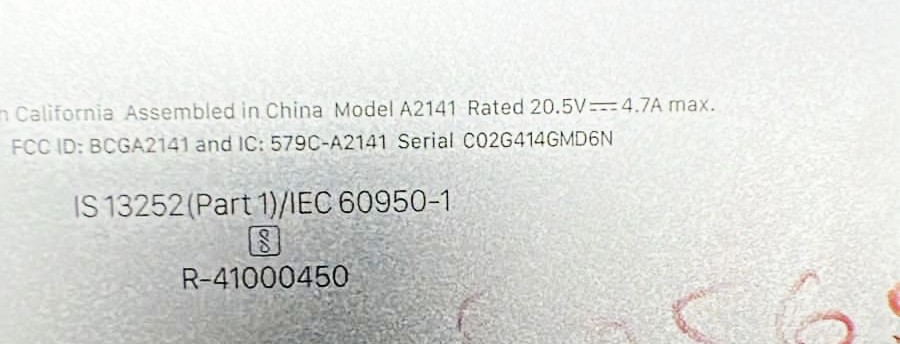 California Assembled in China Model A2141 Rated 20.5V⎓4.7A max.
FCC ID: BCGA2141 and IC: 579C-A2141 Serial C02G414GMD6N
IS 13252 (Part 1)/IEC 60950-1
R-41000450